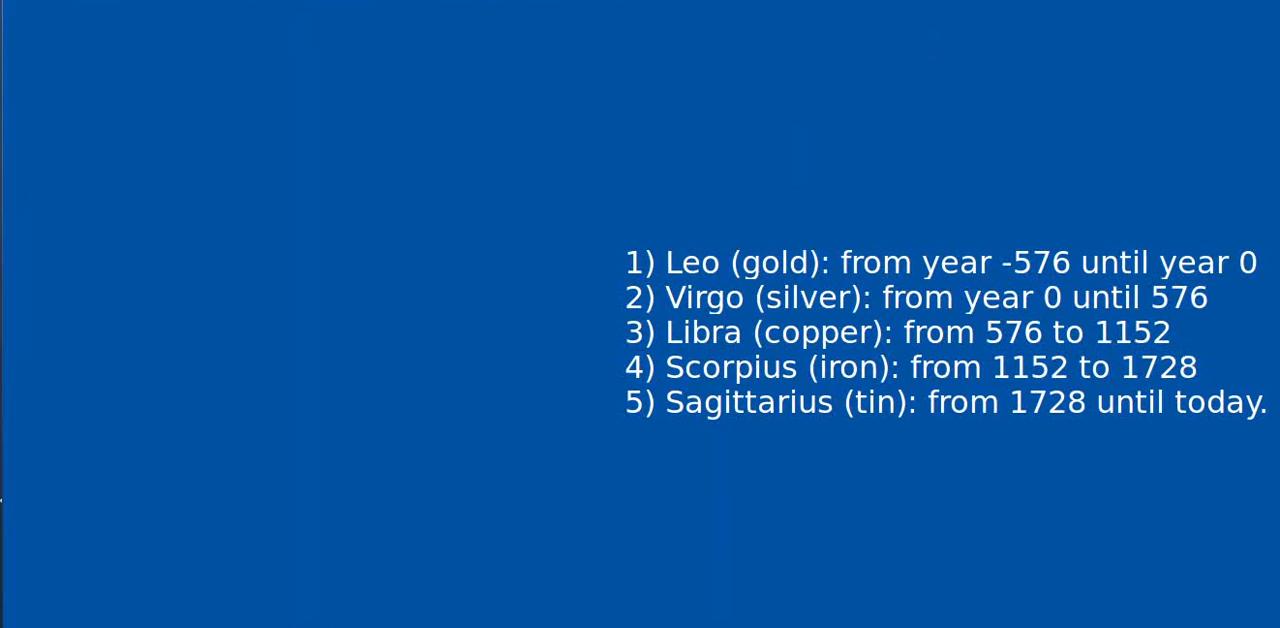 1) Leo (gold): from year -576 until year 0
2) Virgo (silver): from year 0 until 576
3) Libra (copper): from 576 to 1152
4) Scorpius (iron): from 1152 to 1728
5) Sagittarius (tin): from 1728 until today.